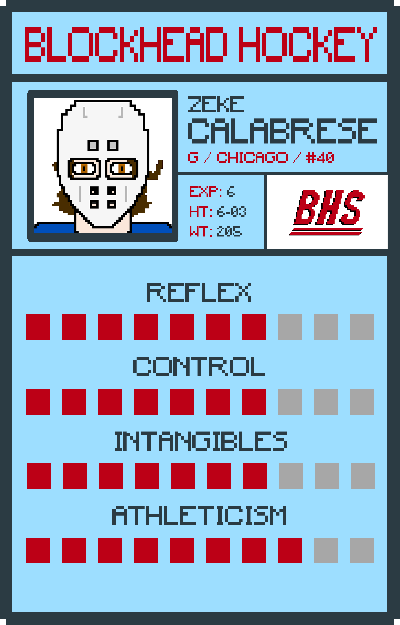 BLOCKHEAD HOCKEY
ZEKE
CALABRESE
G / CHICAGO / #40
EXP: 6
HT: 6-03
WT: 205
BHS
REFLEX
CONTROL
INTANGIBLES
ATHLETICISM